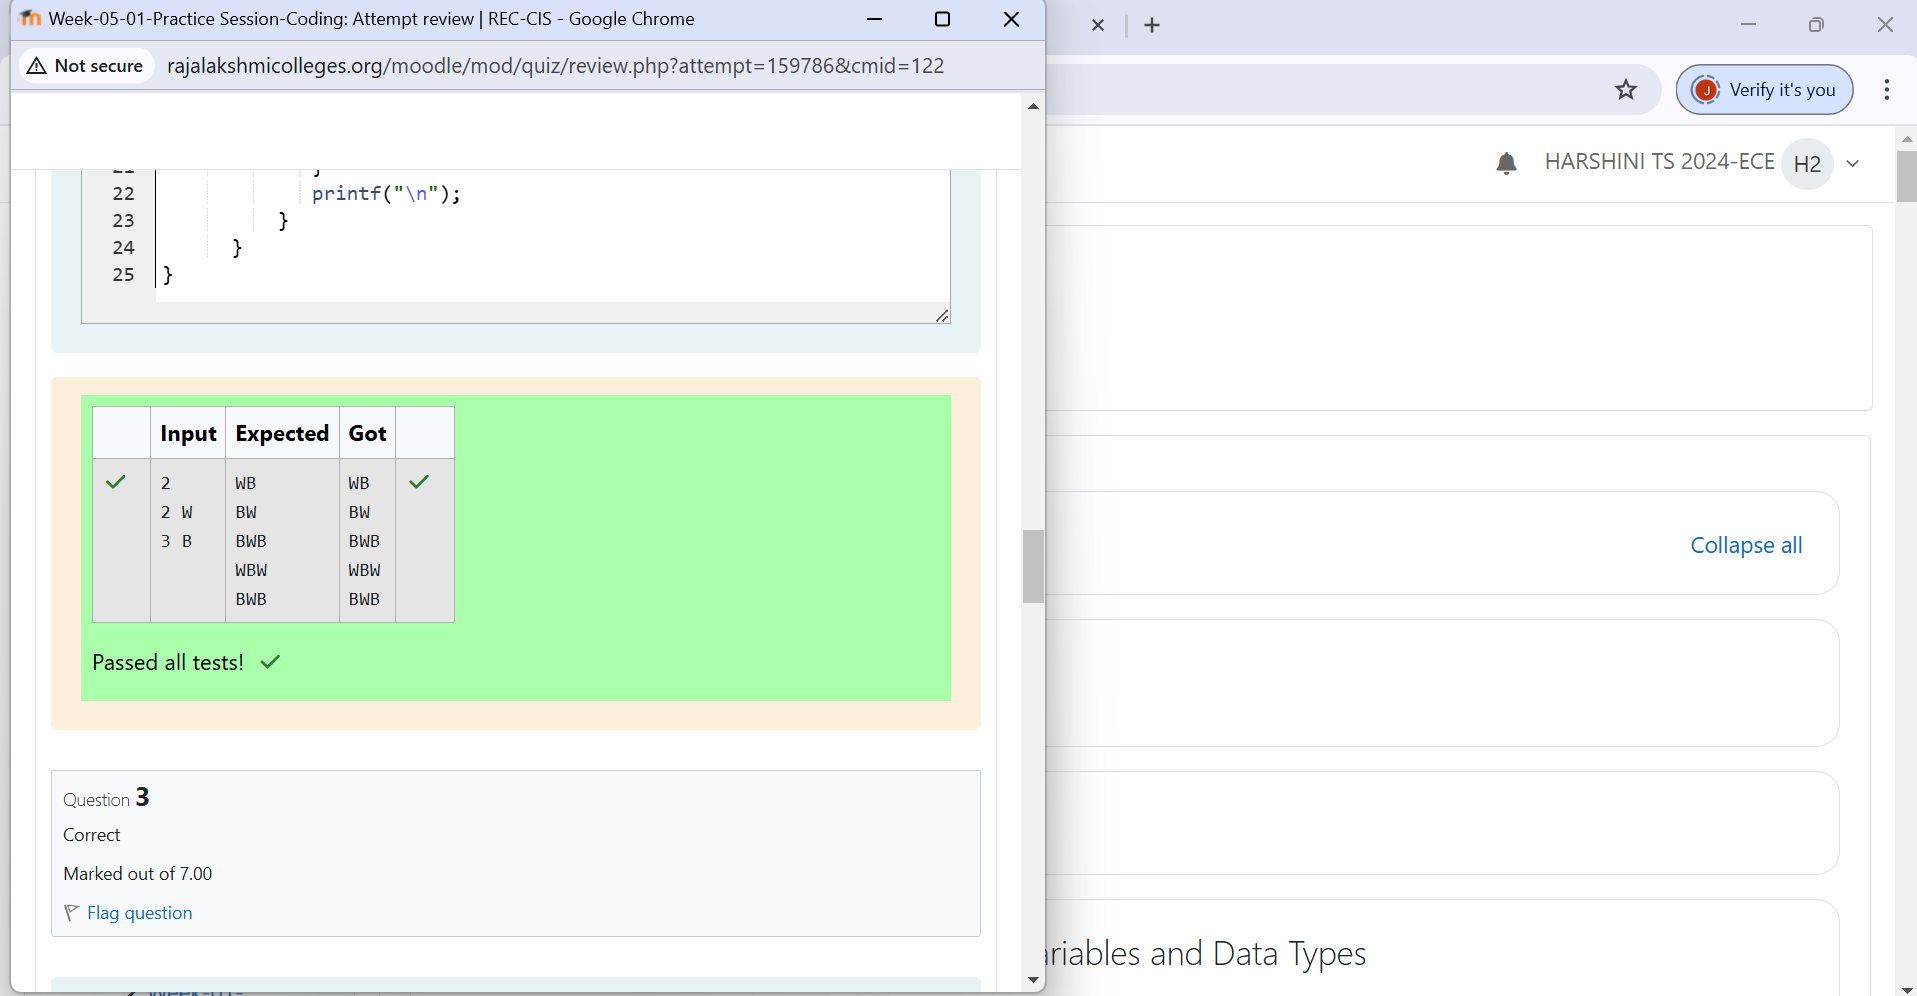 Week-05-01-Practice Session-Coding: Attempt review | REC-CIS - Google Chrome
Not secure rajalakshmicolleges.org/moodle/mod/quiz/review.php?attempt=159786&cmid=122
J Verify it's you
HARSHINI TS 2024-ECE H2
22 printf("\n");
23 }
24 }
25 }
Input Expected Got
2 WB WB
2 W BW BW
3 B BWB BWB
WBW WBW
BWB BWB
Passed all tests!
Question 3
Correct
Marked out of 7.00
Flag question
Collapse all
ariables and Data Types